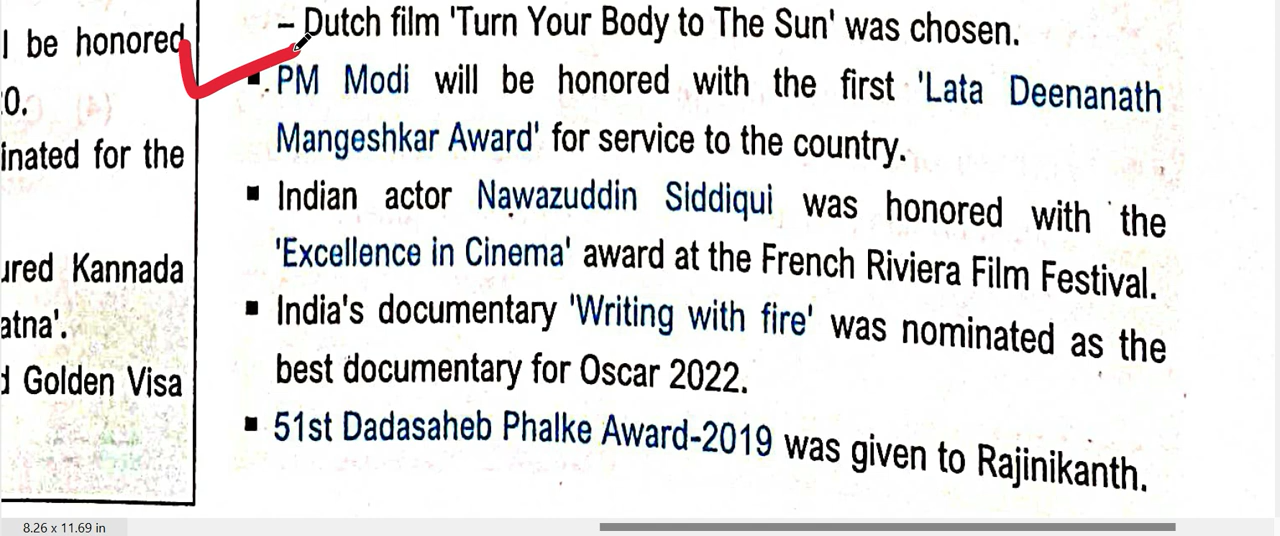 l be honored
0.
inated for the
ured Kannada
atna'.
d Golden Visa
– Dutch film 'Turn Your Body to The Sun' was chosen.
▪ PM Modi will be honored with the first 'Lata Deenanath
Mangeshkar Award' for service to the country.
▪ Indian actor Nawazuddin Siddiqui was honored with the
'Excellence in Cinema' award at the French Riviera Film Festival.
▪ India's documentary 'Writing with fire' was nominated as the
best documentary for Oscar 2022.
▪ 51st Dadasaheb Phalke Award-2019 was given to Rajinikanth.
8.26 x 11.69 in